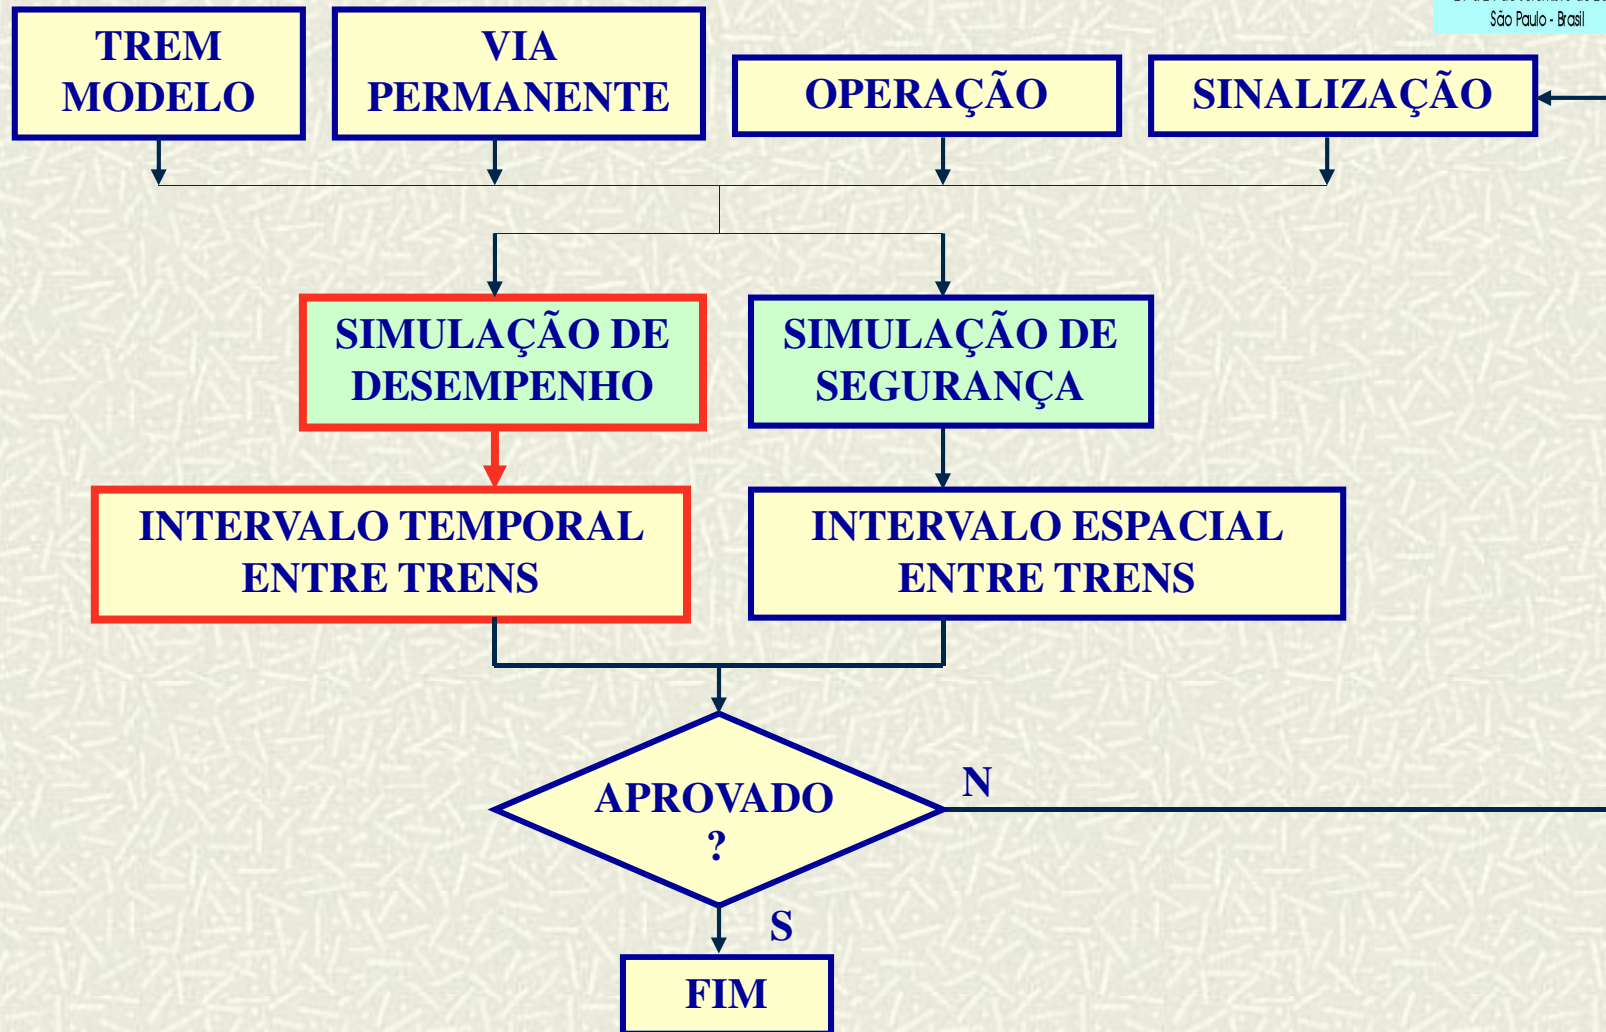 São Paulo - Brasil
TREM
MODELO
VIA
PERMANENTE
OPERAÇÃO
SINALIZAÇÃO
SIMULAÇÃO DE
DESEMPENHO
SIMULAÇÃO DE
SEGURANÇA
INTERVALO TEMPORAL
ENTRE TRENS
INTERVALO ESPACIAL
ENTRE TRENS
APROVADO
?
N
S
FIM